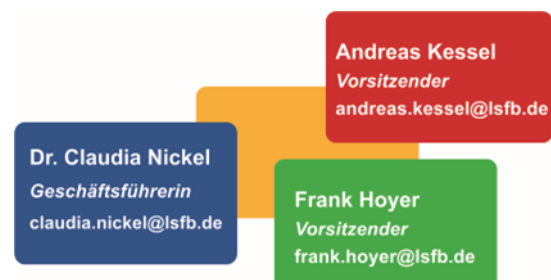 Andreas Kessel
Vorsitzender
andreas.kessel@lsfb.de
Dr. Claudia Nickel
Geschäftsführerin
claudia.nickel@lsfb.de
Frank Hoyer
Vorsitzender
frank.hoyer@lsfb.de